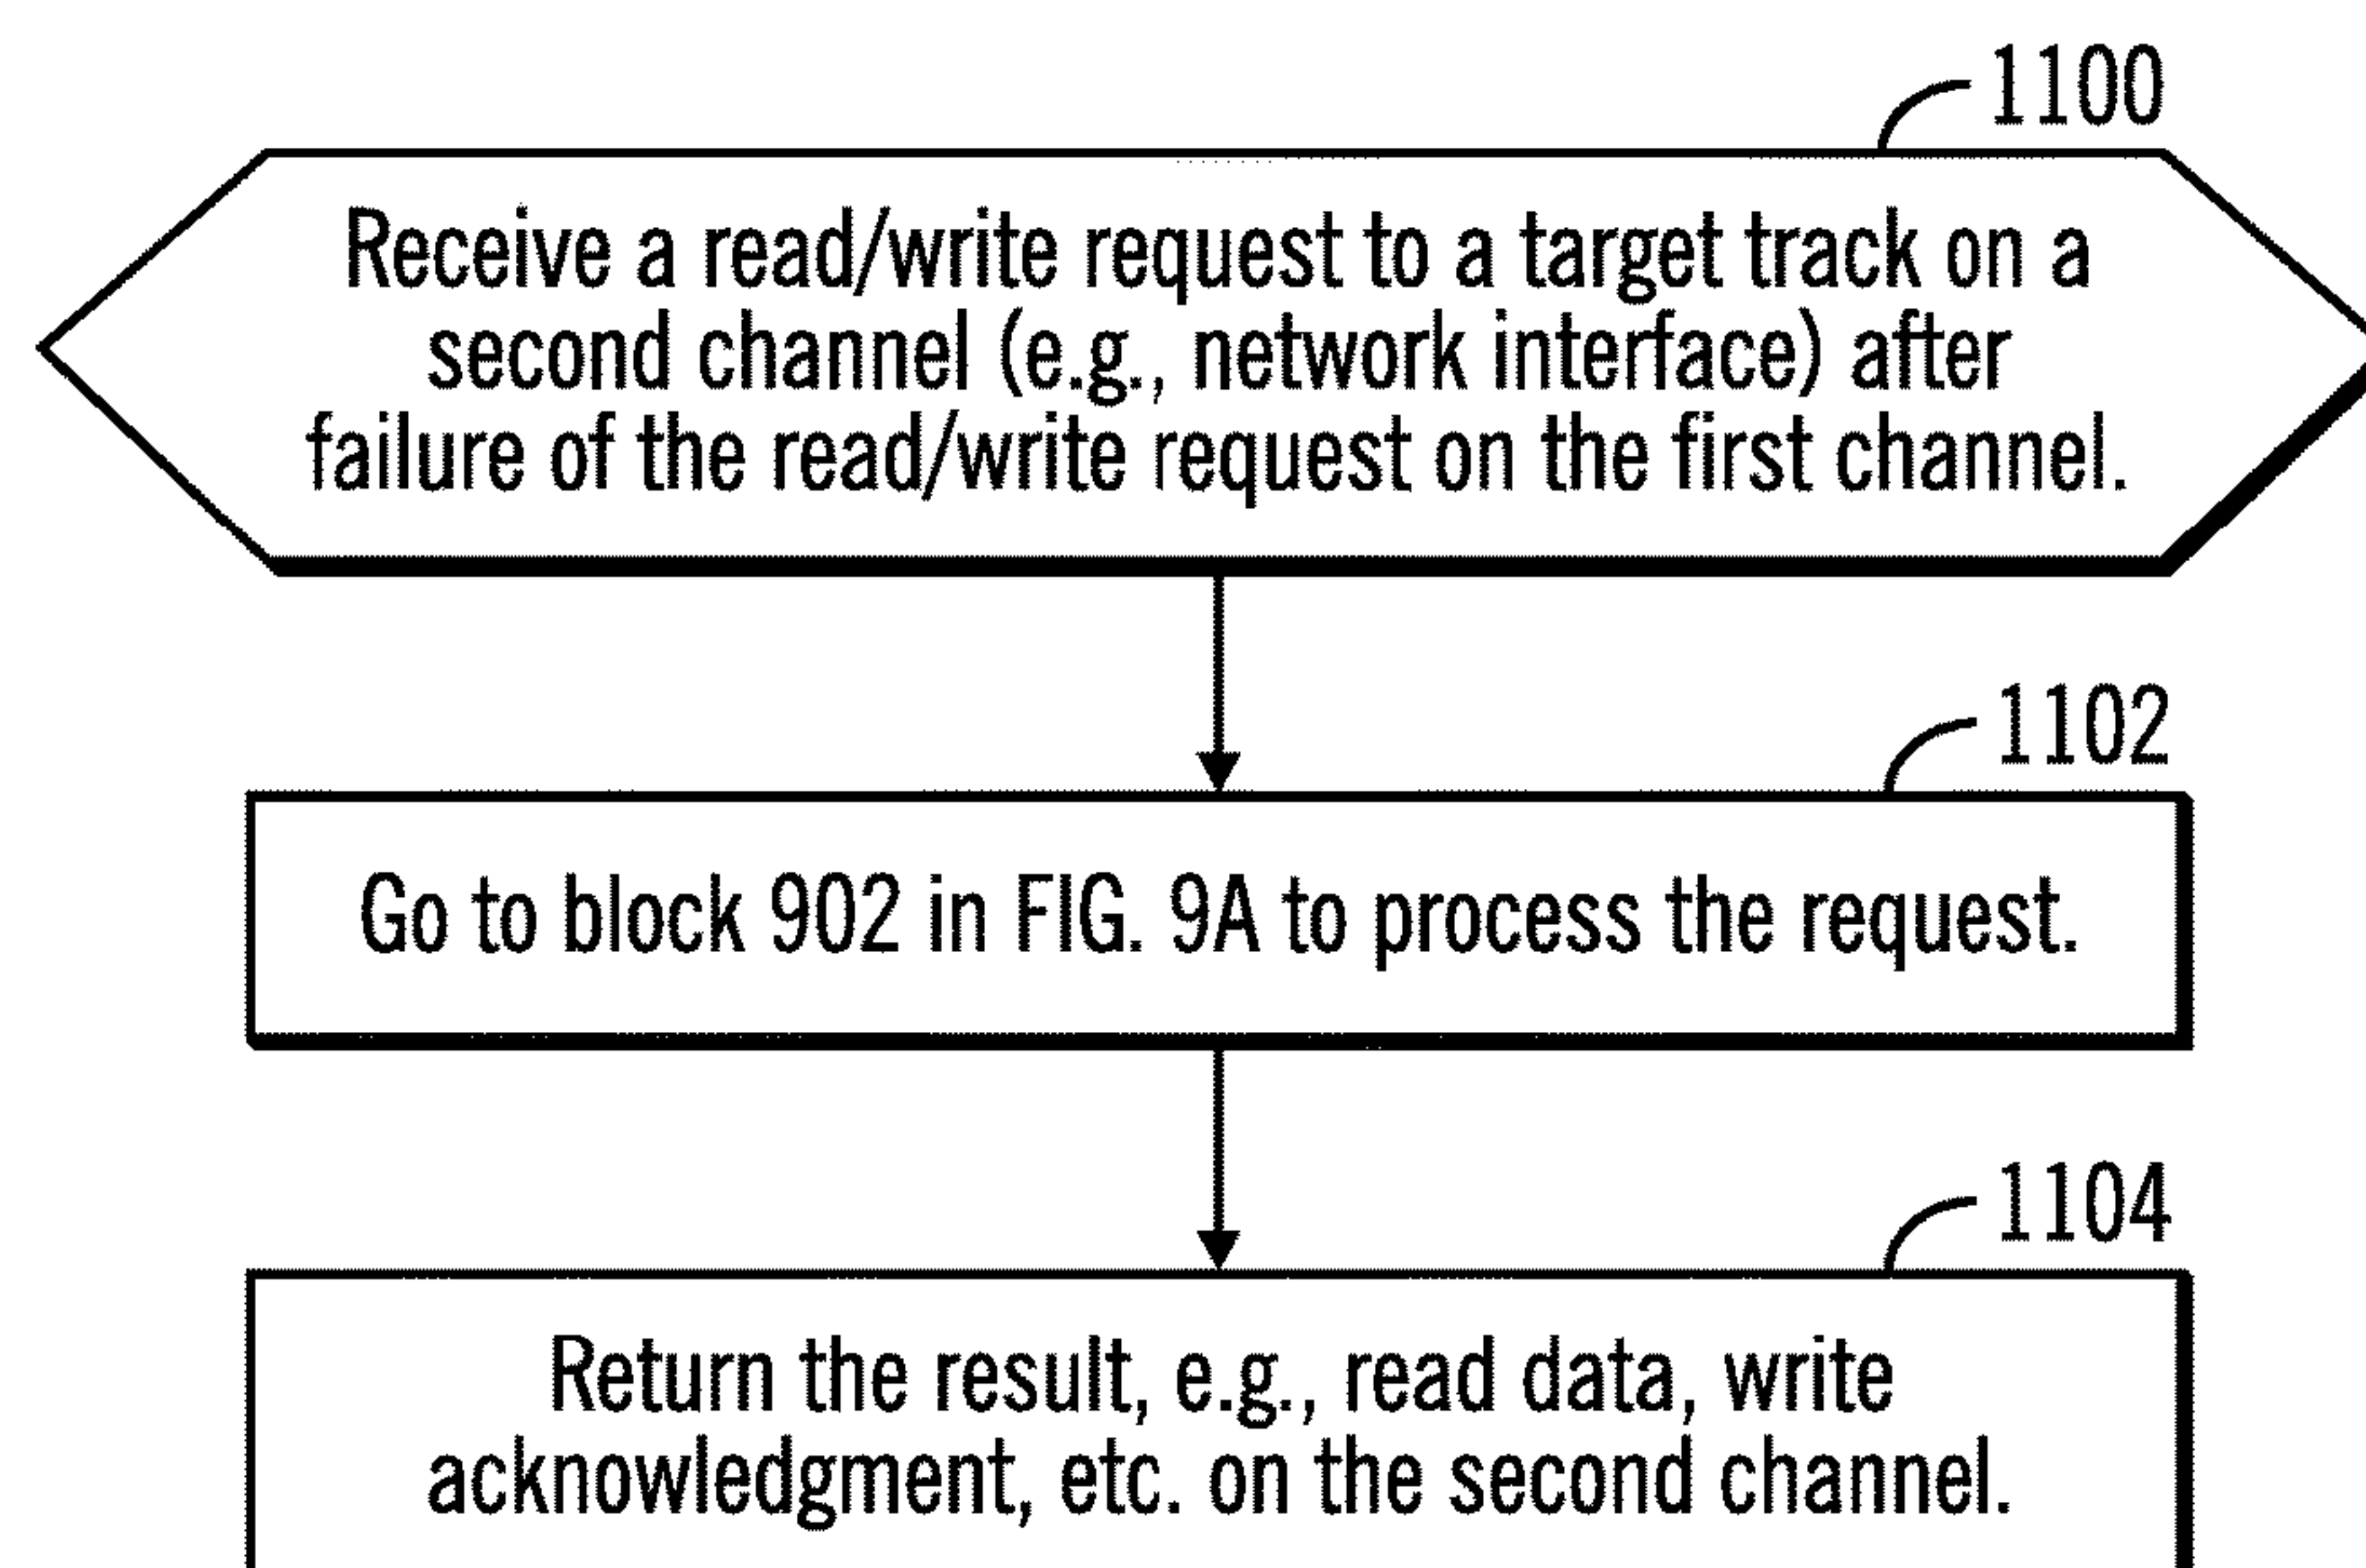 1100
Receive a read/write request to a target track on a
second channel (e.g., network interface) after
failure of the read/write request on the first channel.
1102
Go to block 902 in FIG. 9A to process the request.
1104
Return the result, e.g., read data, write
acknowledgment, etc. on the second channel.